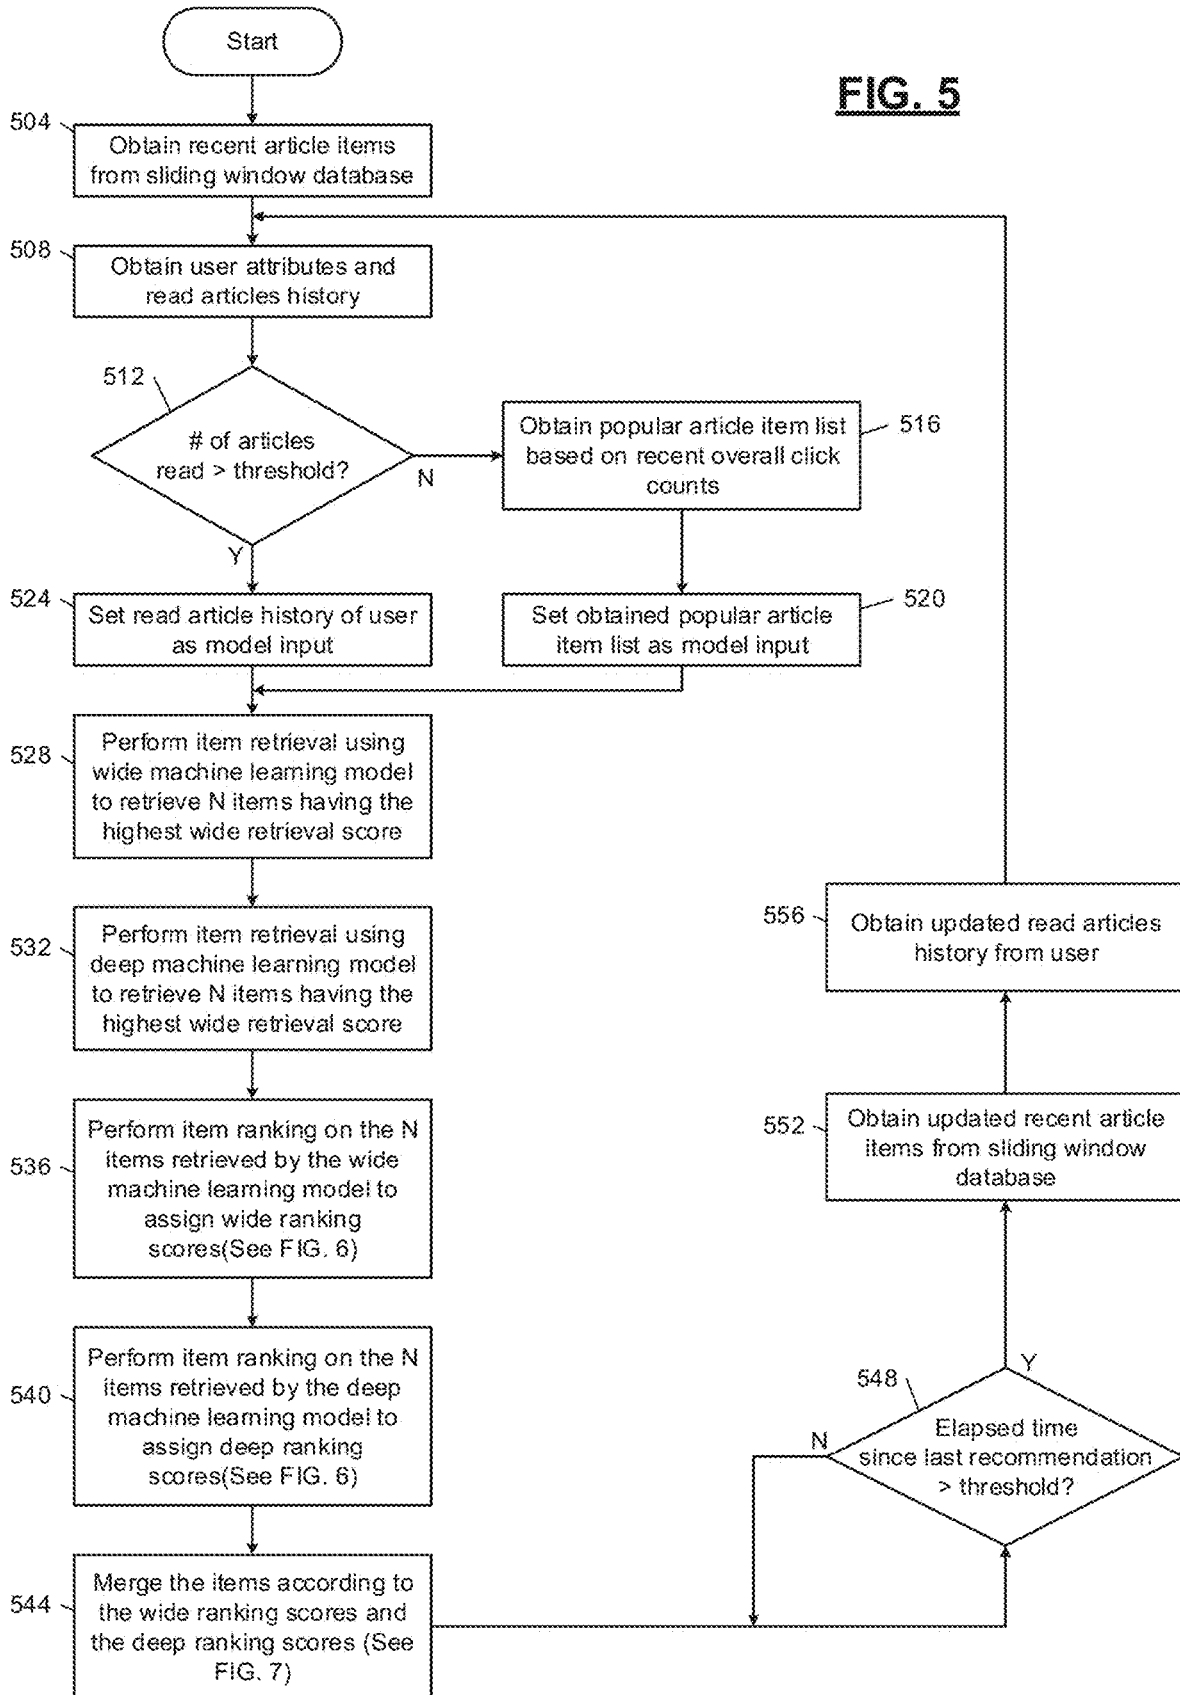 Start
FIG. 5
504
Obtain recent article items
from sliding window database
508
Obtain user attributes and
read articles history
512
# of articles
read > threshold?
N
Y
Obtain popular article item list
based on recent overall click
counts
516
524
Set read article history of user
as model input
Set obtained popular article
item list as model input
520
528
Perform item retrieval using
wide machine learning model
to retrieve N items having the
highest wide retrieval score
532
Perform item retrieval using
deep machine learning model
to retrieve N items having the
highest wide retrieval score
536
Perform item ranking on the N
items retrieved by the wide
machine learning model to
assign wide ranking
scores(See FIG. 6)
540
Perform item ranking on the N
items retrieved by the deep
machine learning model to
assign deep ranking
scores(See FIG. 6)
544
Merge the items according to
the wide ranking scores and
the deep ranking scores (See
FIG. 7)
556
Obtain updated read articles
history from user
552
Obtain updated recent article
items from sliding window
database
548
Y
N
Elapsed time
since last recommendation
> threshold?